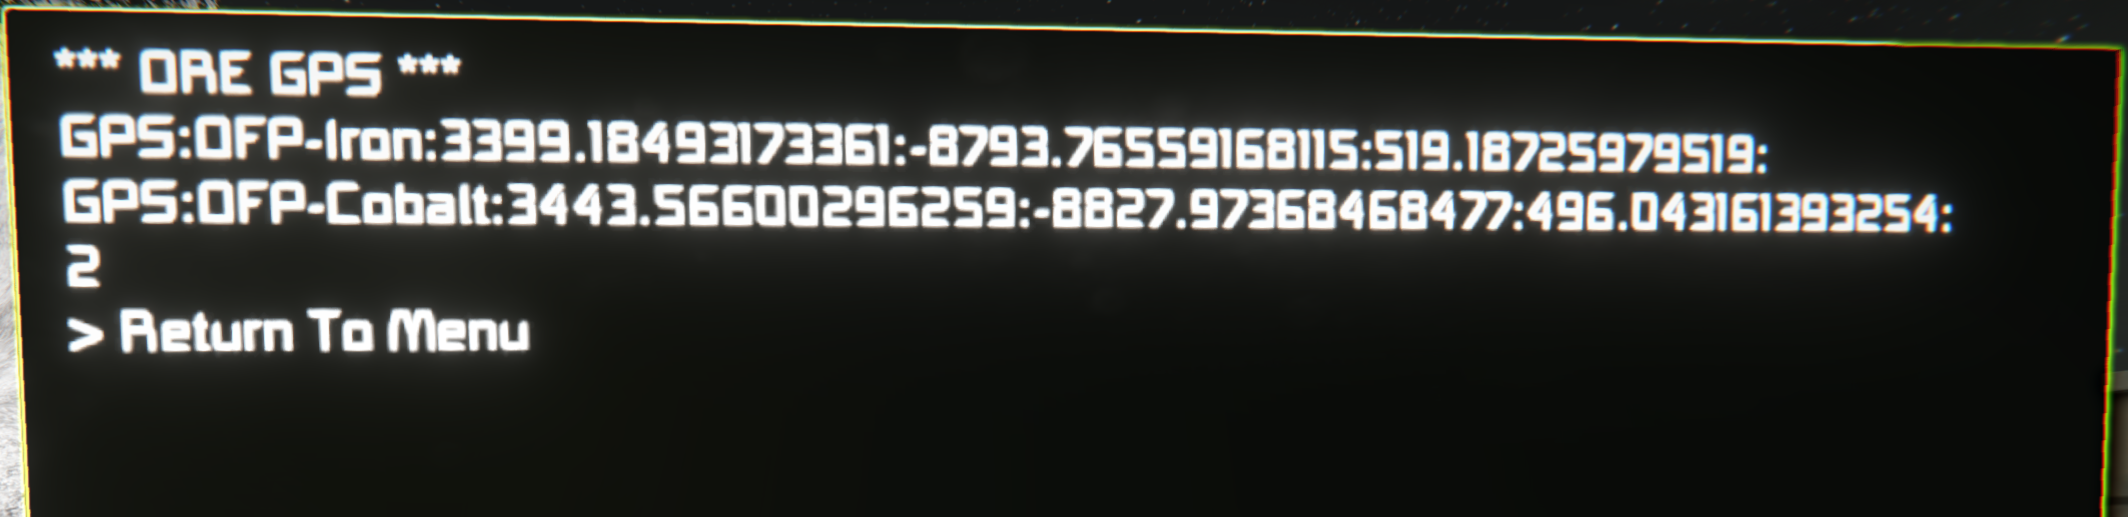 *** ORE GPS ***
GPS:OFP-Iron:3399.18493173361:-8793.76559168115:519.18725979519:
GPS:OFP-Cobalt:3443.56600296259:-8827.97368468477:496.043161393254:
2
> Return To Menu